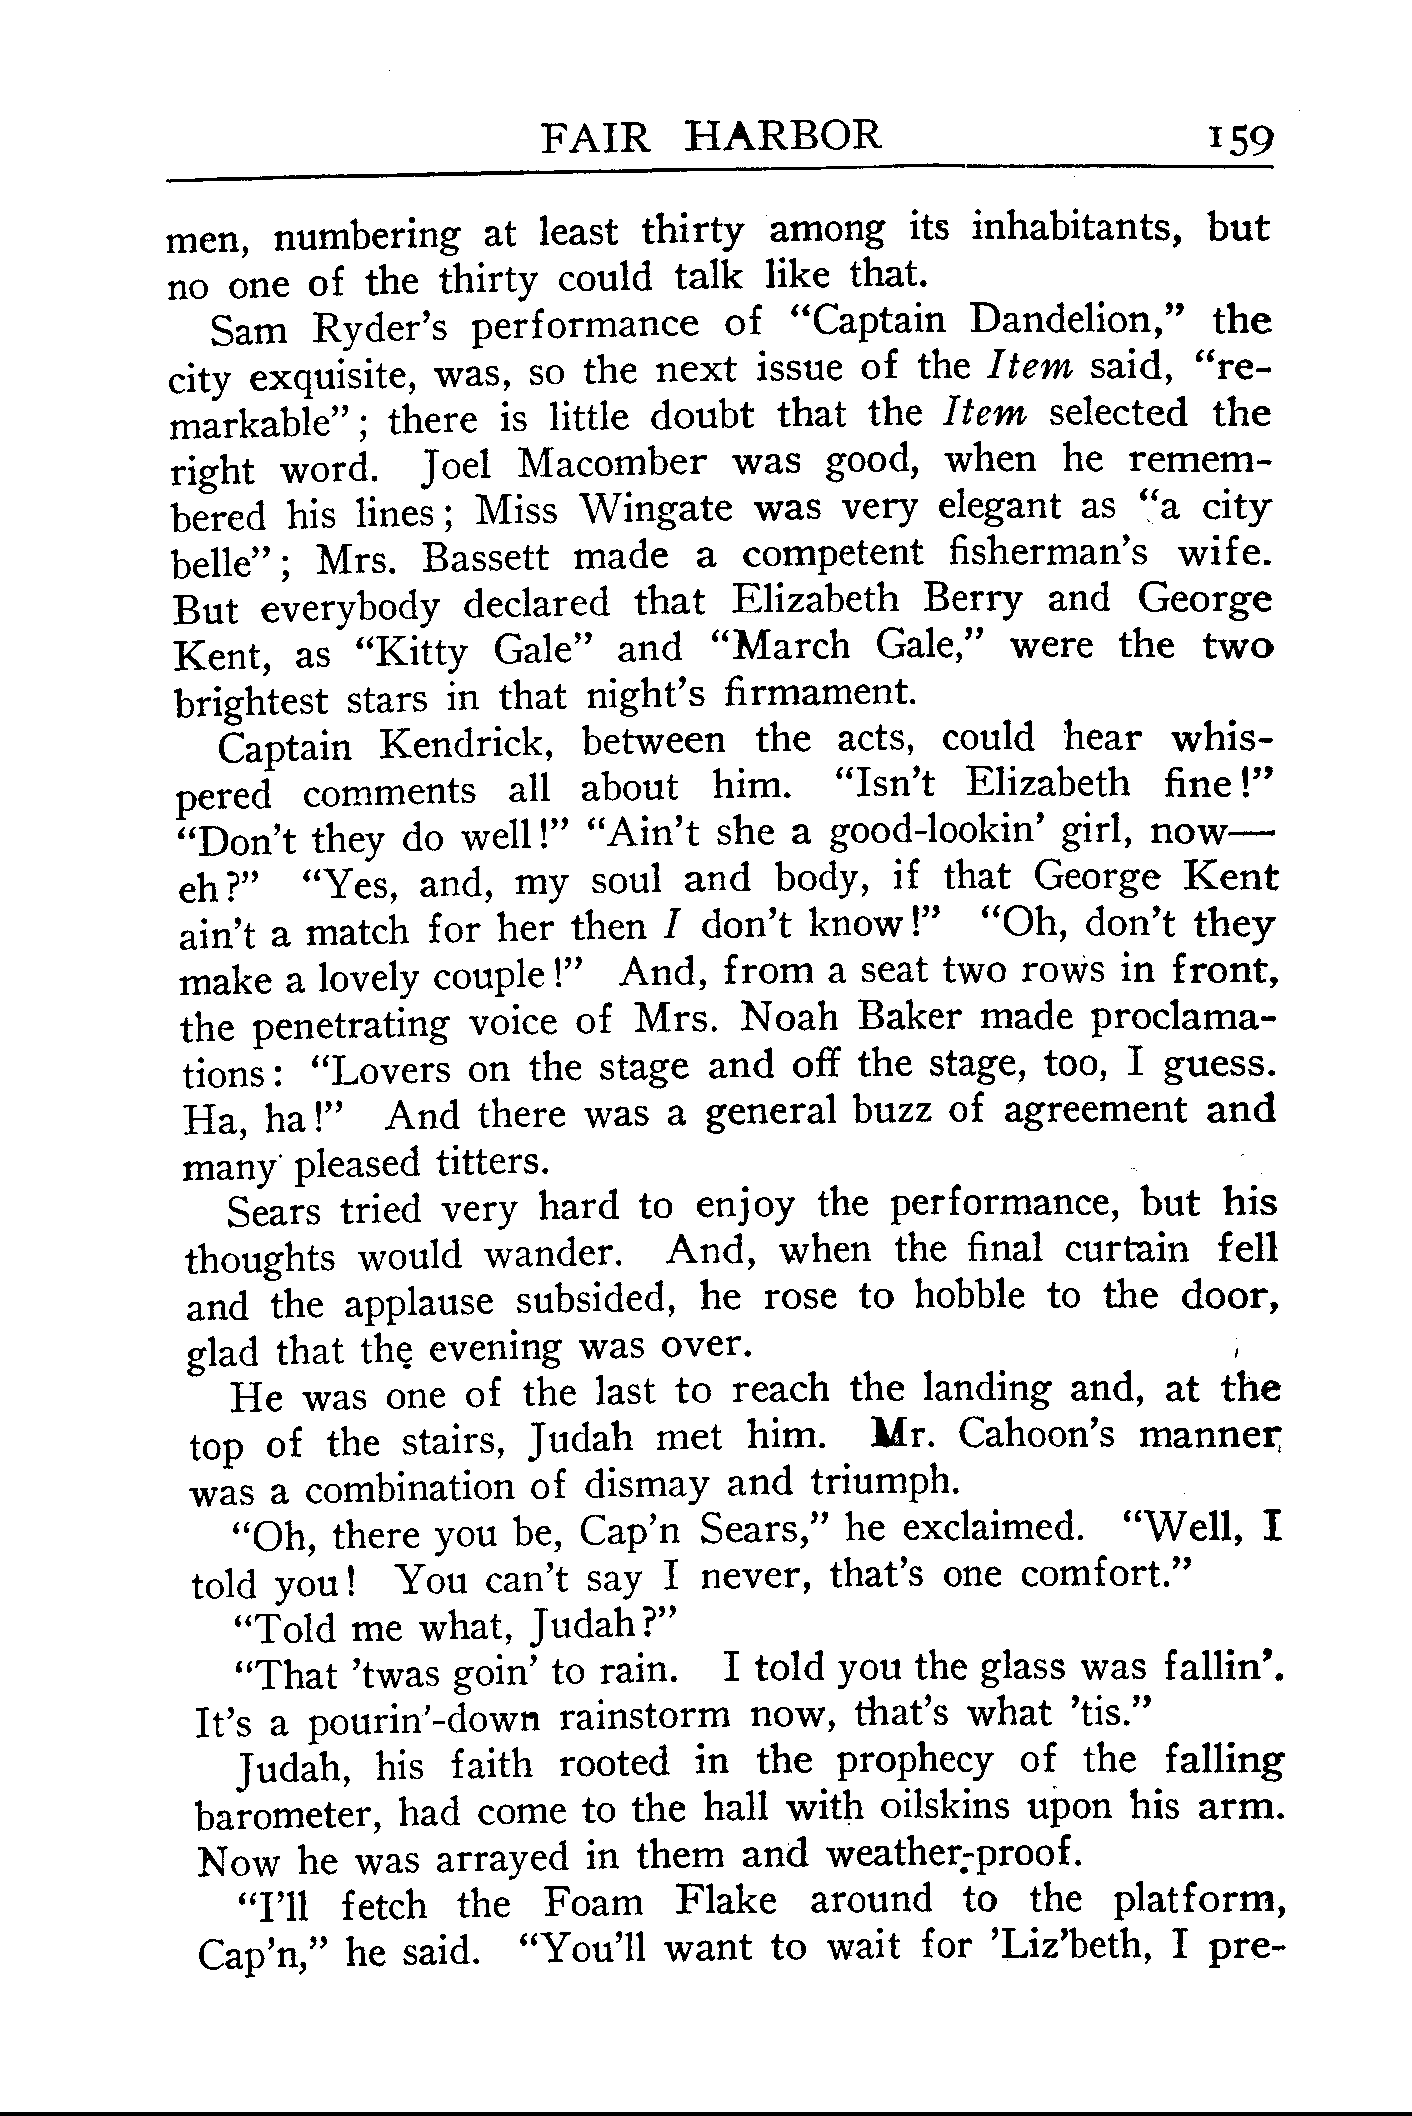 FAIR HARBOR 159
men, numbering at least thirty among its inhabitants, but
no one of the thirty could talk like that.
Sam Ryder's performance of “Captain Dandelion,” the
city exquisite, was, so the next issue of the Item said, “re-
markable”; there is little doubt that the Item selected the
right word. Joel Macomber was good, when he remem-
bered his lines; Miss Wingate was very elegant as “a city
belle”; Mrs. Bassett made a competent fisherman's wife.
But everybody declared that Elizabeth Berry and George
Kent, as “Kitty Gale” and “March Gale,” were the two
brightest stars in that night's firmament.
Captain Kendrick, between the acts, could hear whis-
pered comments all about him. “Isn't Elizabeth fine!”
“Don't they do well!” “Ain't she a good-lookin' girl, now—
eh?” “Yes, and, my soul and body, if that George Kent
ain't a match for her then I don't know!” “Oh, don't they
make a lovely couple!” And, from a seat two rows in front,
the penetrating voice of Mrs. Noah Baker made proclama-
tions: “Lovers on the stage and off the stage, too, I guess.
Ha, ha!” And there was a general buzz of agreement and
many pleased titters.
Sears tried very hard to enjoy the performance, but his
thoughts would wander. And, when the final curtain fell
and the applause subsided, he rose to hobble to the door,
glad that the evening was over.
He was one of the last to reach the landing and, at the
top of the stairs, Judah met him. Mr. Cahoon's manner
was a combination of dismay and triumph.
“Oh, there you be, Cap'n Sears,” he exclaimed. “Well, I
told you! You can't say I never, that's one comfort.”
“Told me what, Judah?”
“That 'twas goin' to rain. I told you the glass was fallin'.
It's a pourin'-down rainstorm now, that's what 'tis.”
Judah, his faith rooted in the prophecy of the falling
barometer, had come to the hall with oilskins upon his arm.
Now he was arrayed in them and weather-proof.
“I'll fetch the Foam Flake around to the platform,
Cap'n,” he said. “You'll want to wait for 'Liz'beth, I pre-